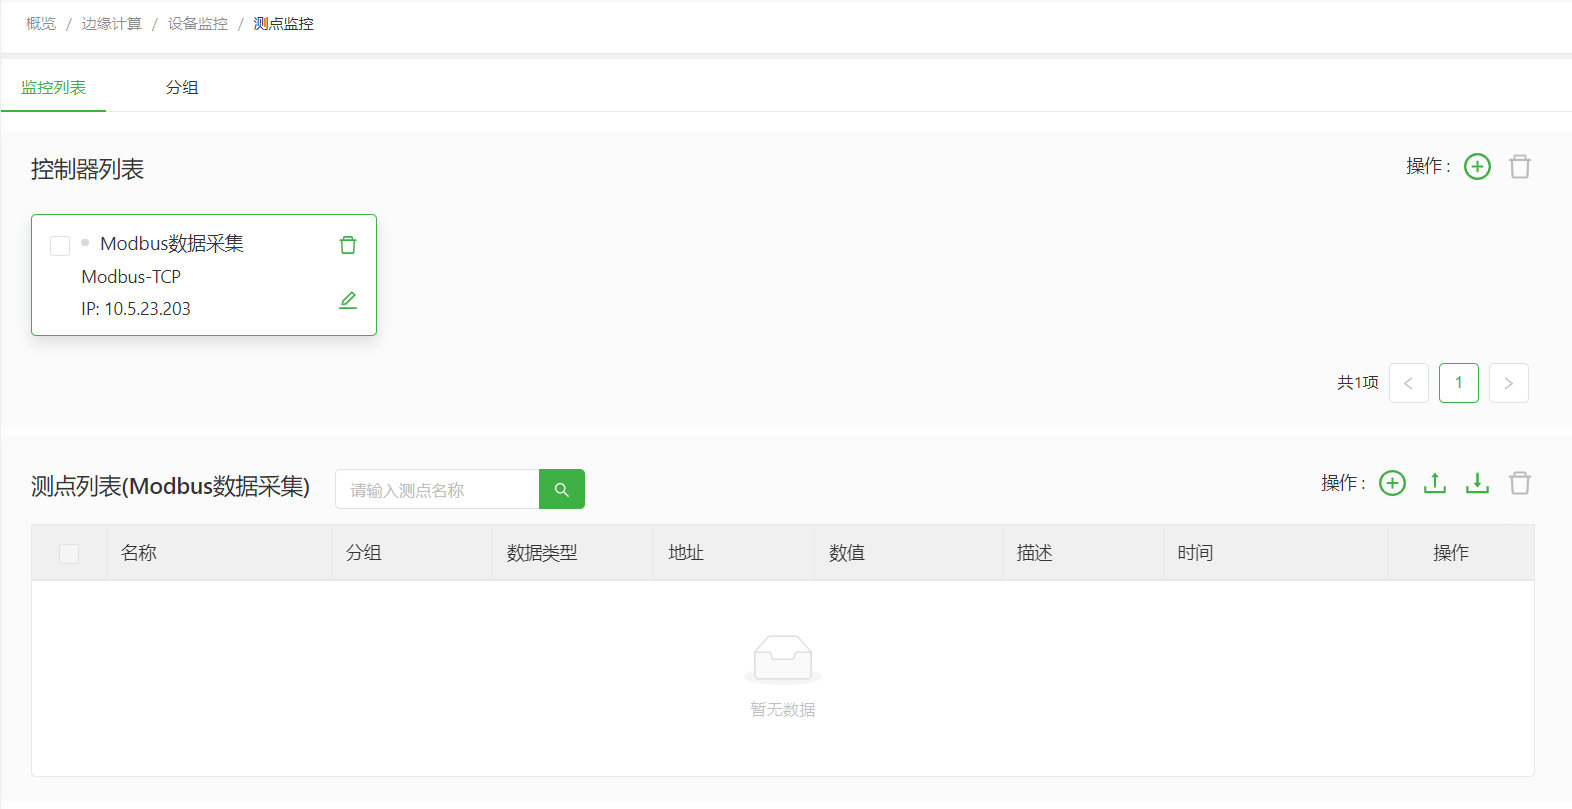 概览 / 边缘计算 / 设备监控 / 测点监控
监控列表 分组
控制器列表 操作 :
Modbus数据采集
Modbus-TCP
IP: 10.5.23.203
共1项 < 1 >
测点列表(Modbus数据采集) 请输入测点名称 操作 :
名称 分组 数据类型 地址 数值 描述 时间 操作
暂无数据